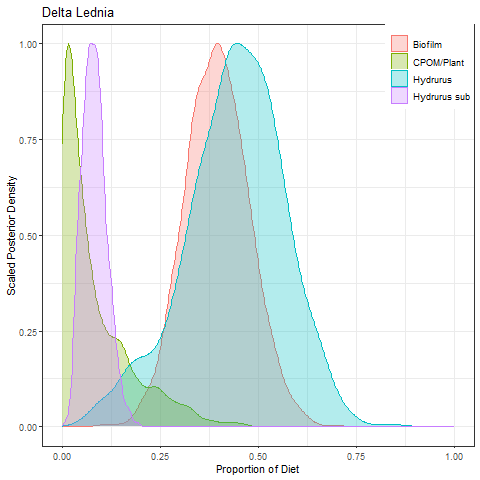 Delta Lednia
Biofilm
CPOM/Plant
Hydrurus
Hydrurus sub
1.00
0.75
0.50
0.25
0.00
Scaled Posterior Density
0.00 0.25 0.50 0.75 1.00
Proportion of Diet